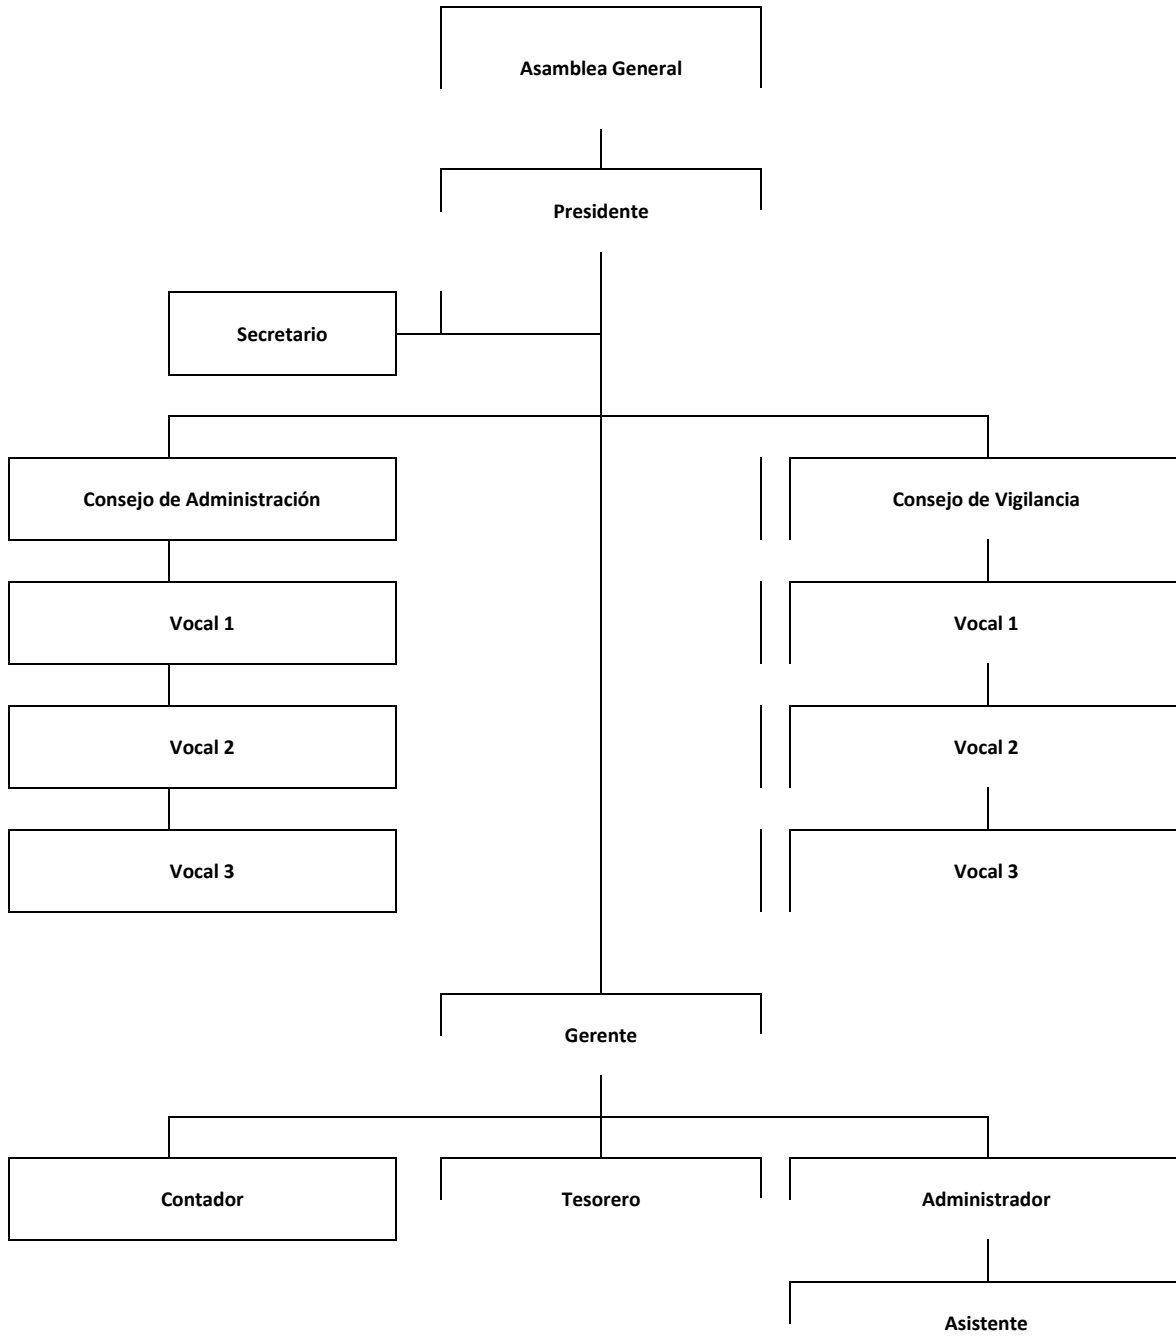 Asamblea General
Presidente
Secretario
Consejo de Administración
Consejo de Vigilancia
Vocal 1
Vocal 1
Vocal 2
Vocal 2
Vocal 3
Vocal 3
Gerente
Contador
Tesorero
Administrador
Asistente